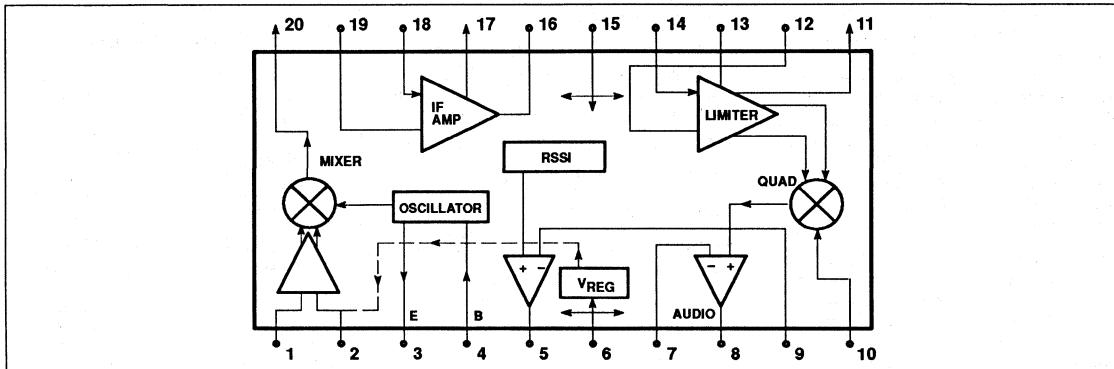 20 19 18 17 16 15 14 13 12 11
IF
AMP
LIMITER
MIXER
RSSI
QUAD
OSCILLATOR
+ −
− +
VREG
E B
AUDIO
1 2 3 4 5 6 7 8 9 10